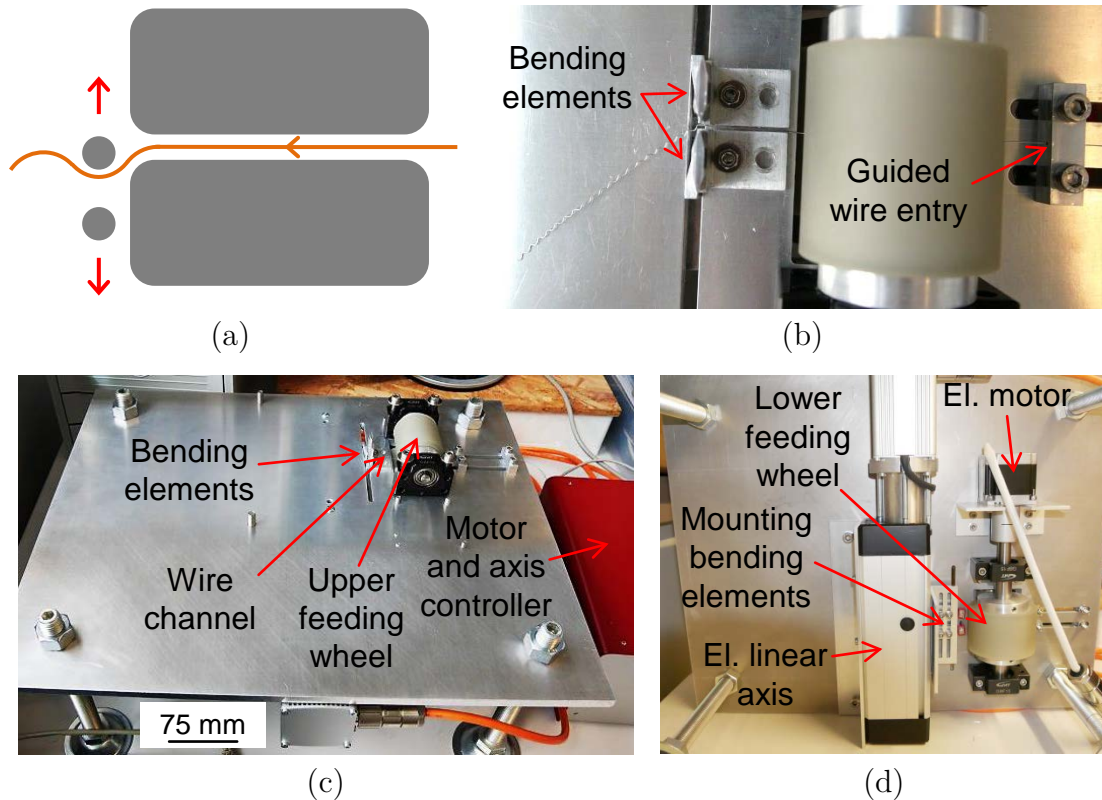 Bending
elements
Guided
wire entry
(a)
(b)
Bending
elements
Wire
channel
Upper
feeding
wheel
Motor
and axis
controller
75 mm
Lower
feeding
wheel
El. motor
Mounting
bending
elements
El. linear
axis
(c)
(d)